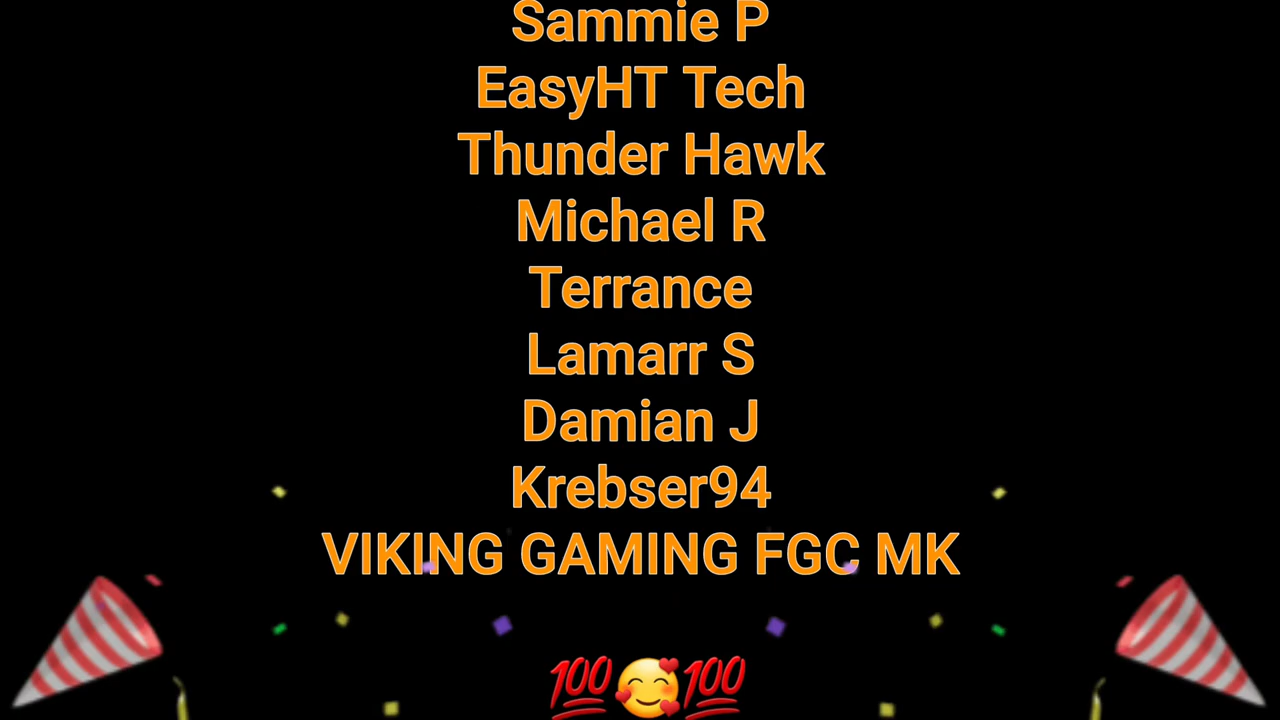 Sammie P
EasyHT Tech
Thunder Hawk
Michael R
Terrance
Lamarr S
Damian J
Krebser94
VIKING GAMING FGC MK
💯🥰💯